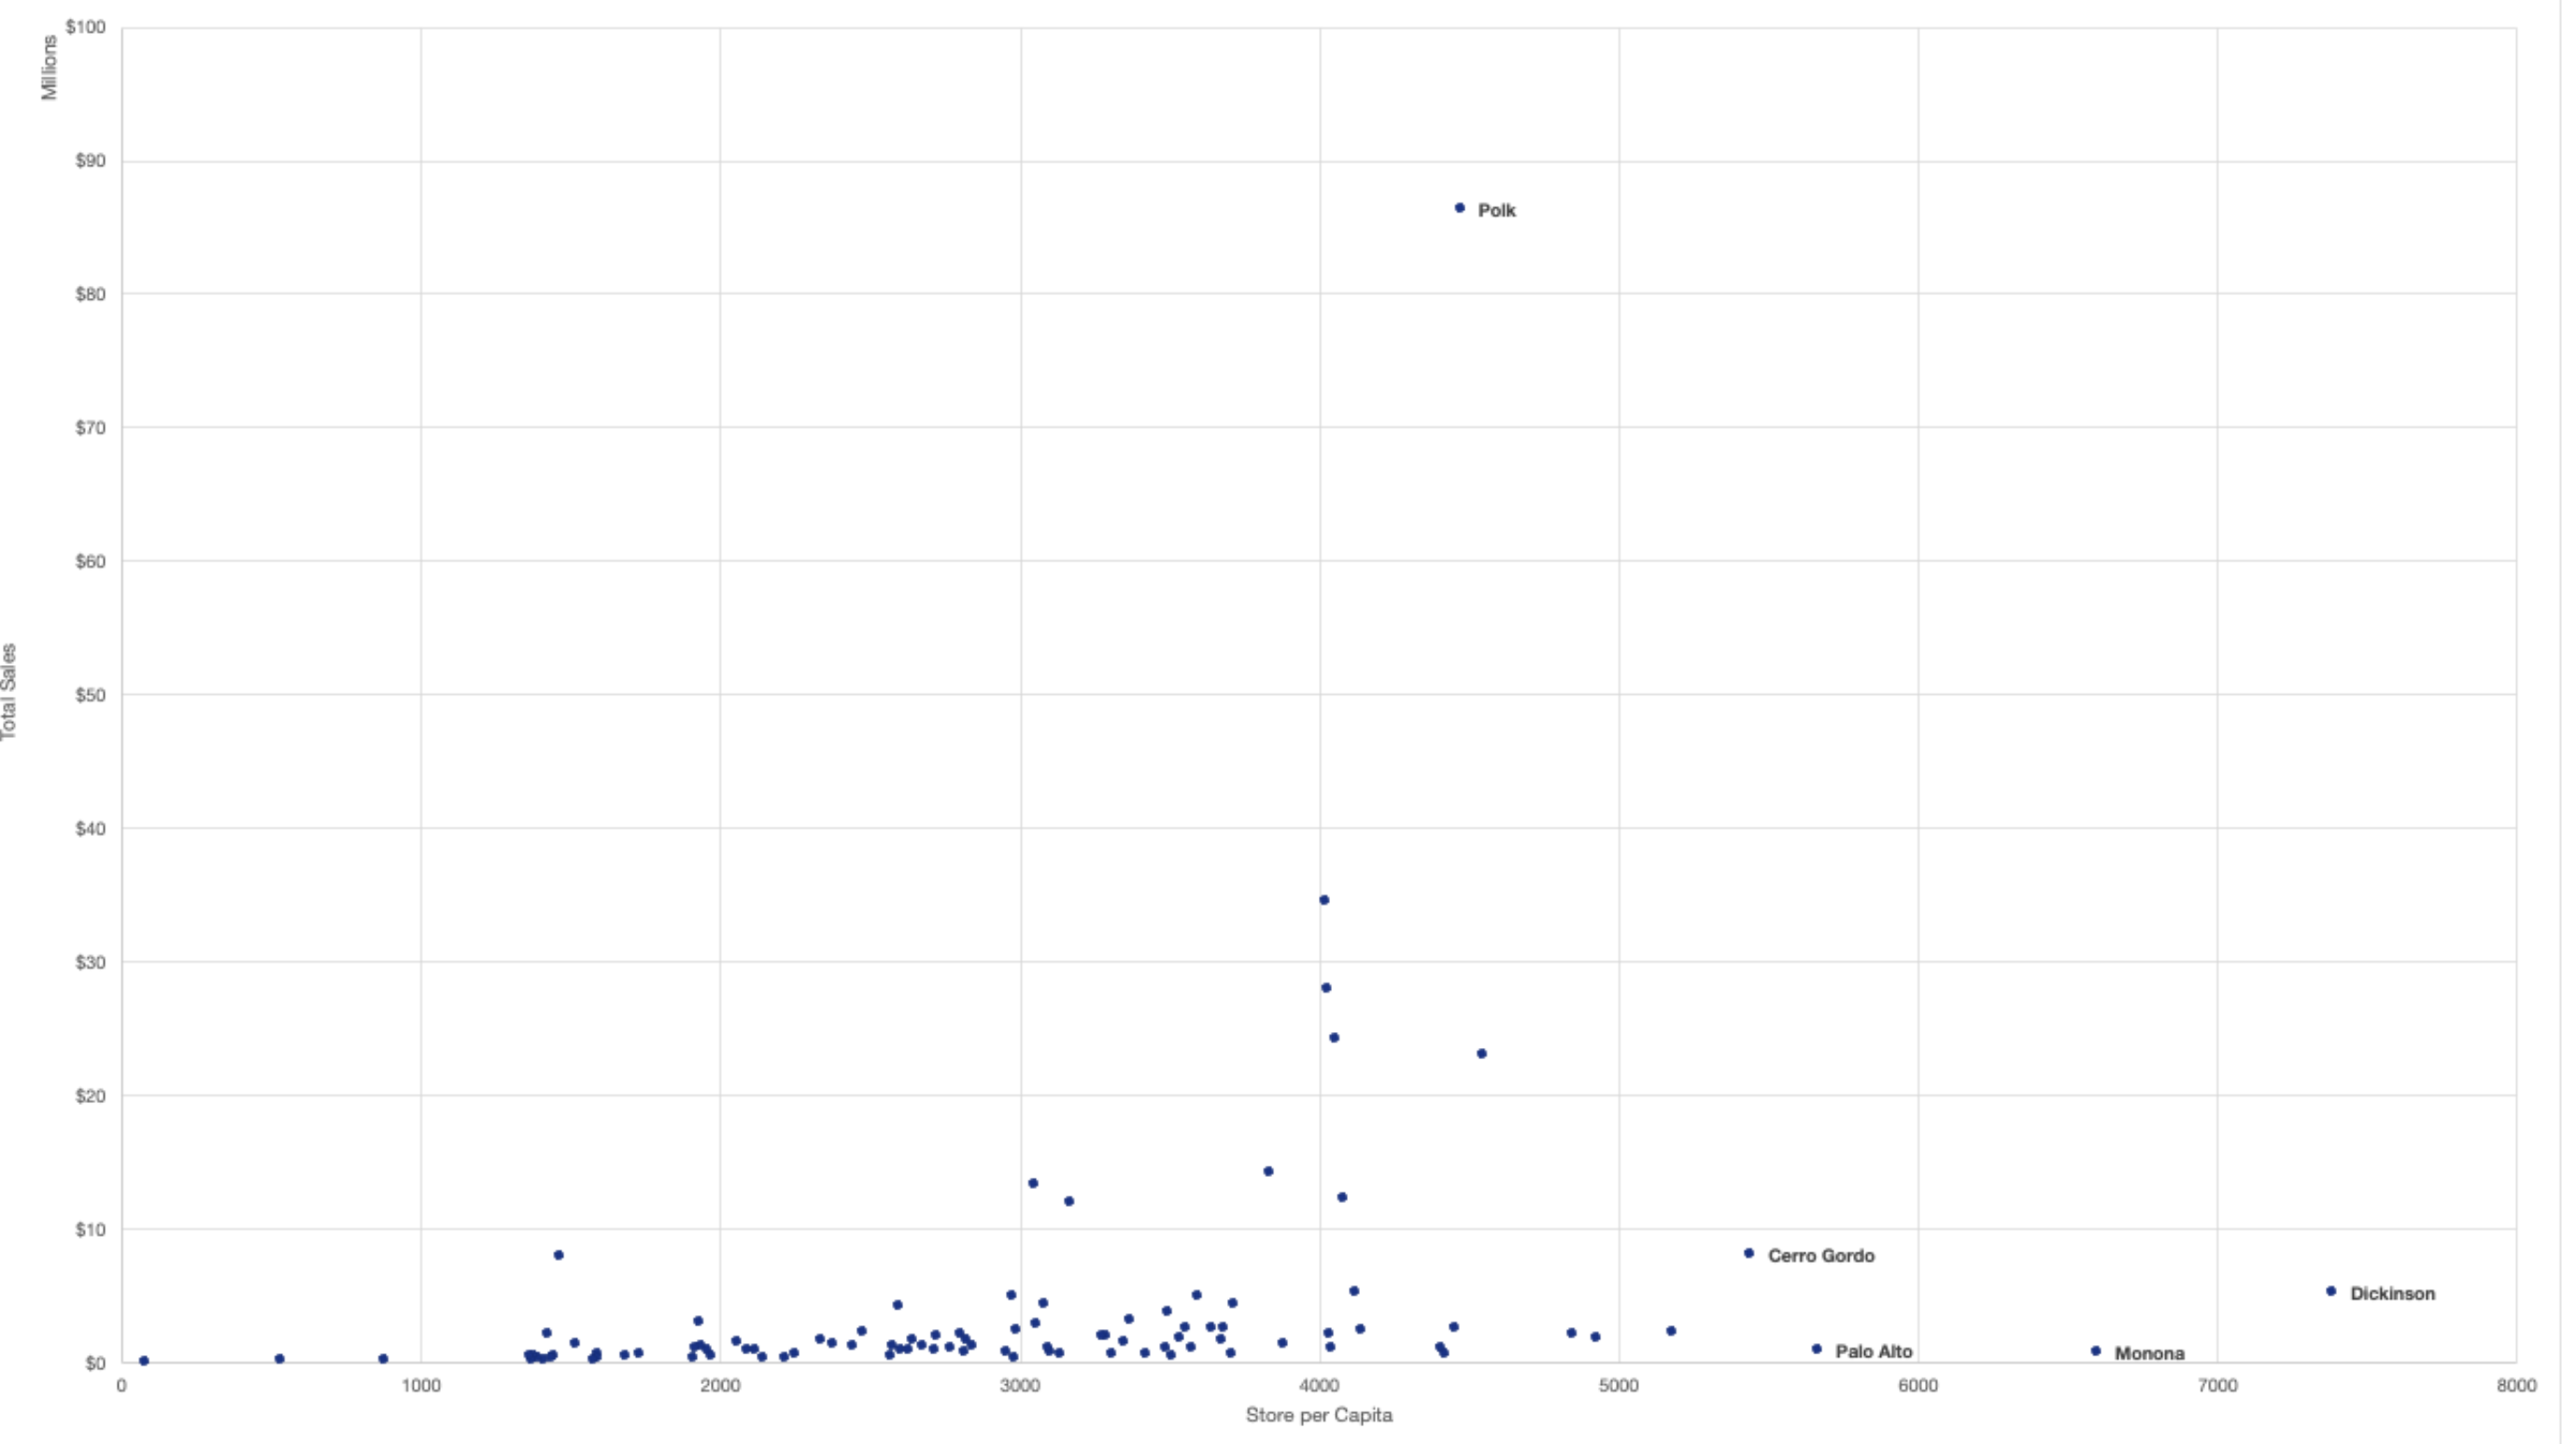 $100
Millions
$90
Polk
$80
$70
$60
$50
Total Sales
$40
$30
$20
$10
Cerro Gordo
Dickinson
Palo Alto
Monona
$0
0 1000 2000 3000 4000 5000 6000 7000 8000
Store per Capita